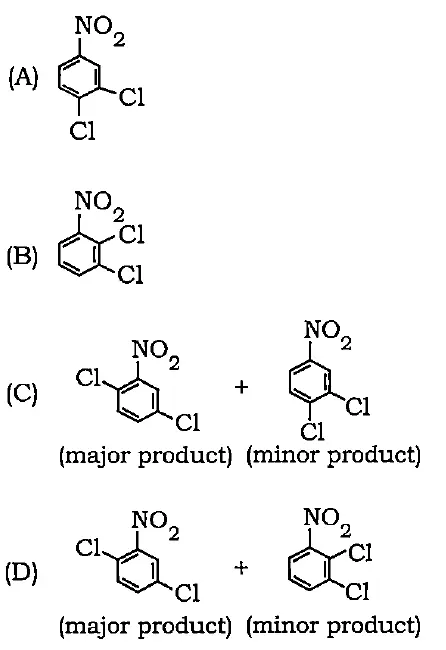 NO2
(A)
Cl
Cl
NO2
Cl
(B)
Cl
NO2
NO2
Cl
(C)
+
Cl
Cl
Cl
(major product) (minor product)
NO2
NO2
Cl
Cl
(D)
+
Cl
Cl
(major product) (minor product)